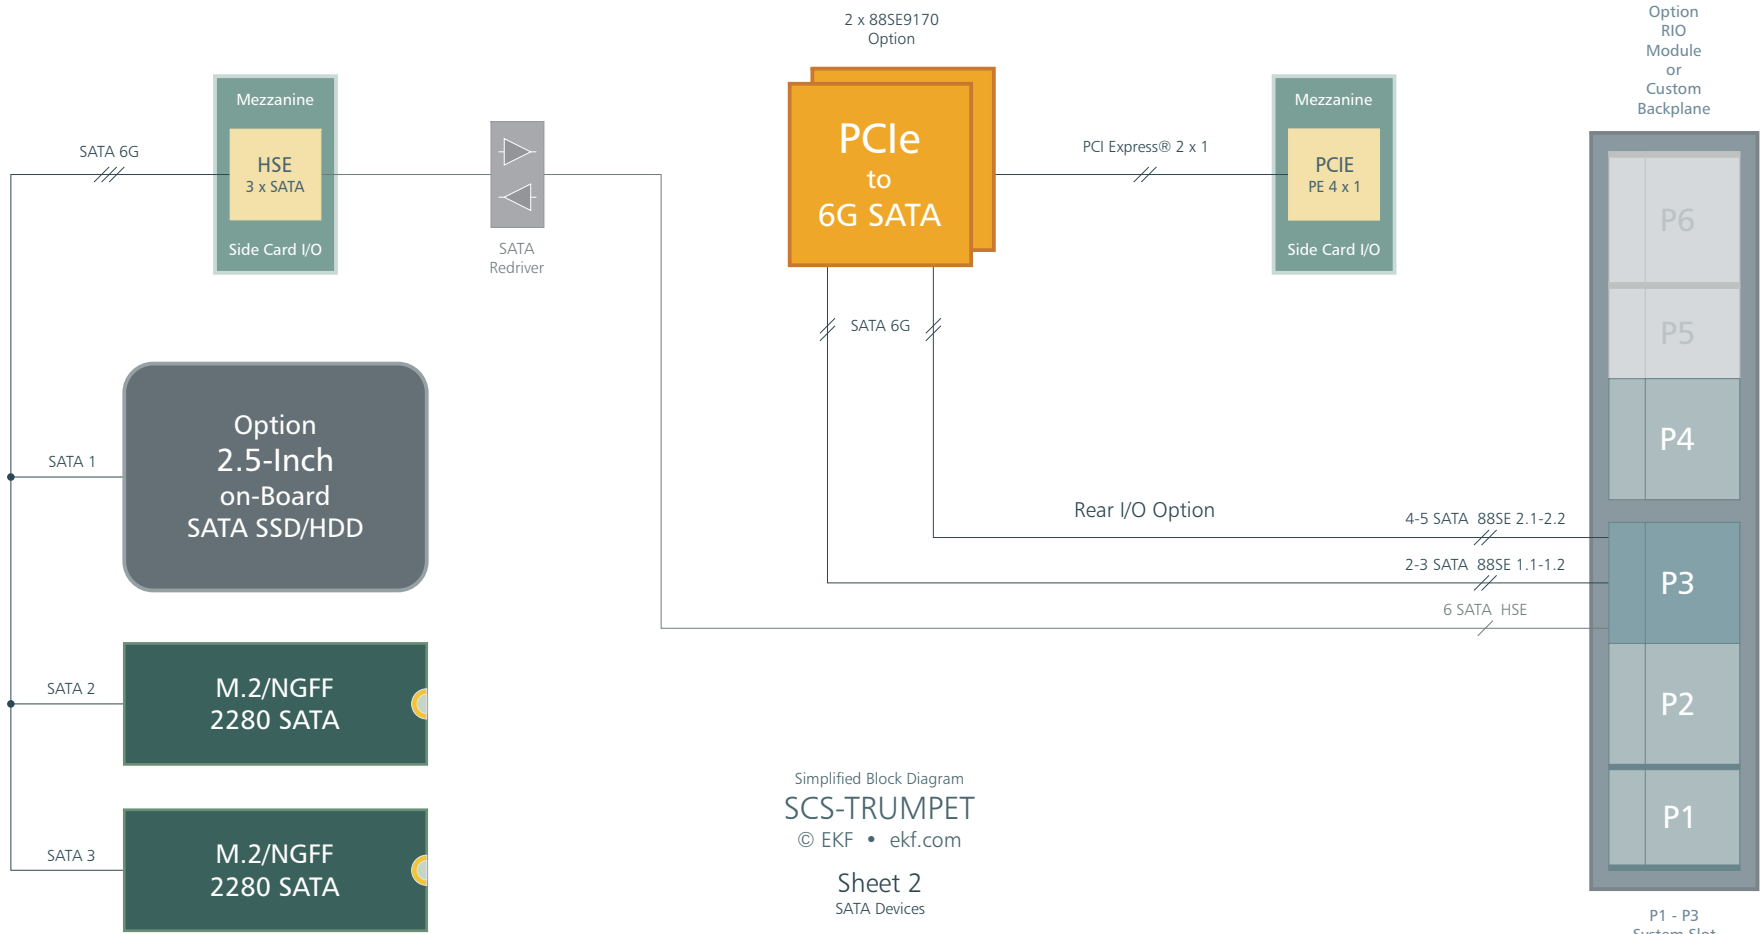 2 x 88SE9170
Option
Option
RIO
Module
or
Custom
Backplane
Mezzanine
HSE
3 x SATA
Side Card I/O
SATA 6G
SATA
Redriver
PCIe
to
6G SATA
PCI Express® 2 x 1
Mezzanine
PCIE
PE 4 x 1
Side Card I/O
SATA 6G
P6
P5
P4
P3
P2
P1
Option
2.5-Inch
on-Board
SATA SSD/HDD
SATA 1
Rear I/O Option
4-5 SATA 88SE 2.1-2.2
2-3 SATA 88SE 1.1-1.2
6 SATA HSE
SATA 2
M.2/NGFF
2280 SATA
SATA 3
M.2/NGFF
2280 SATA
Simplified Block Diagram
SCS-TRUMPET
© EKF • ekf.com
Sheet 2
SATA Devices
P1 - P3
System Slot